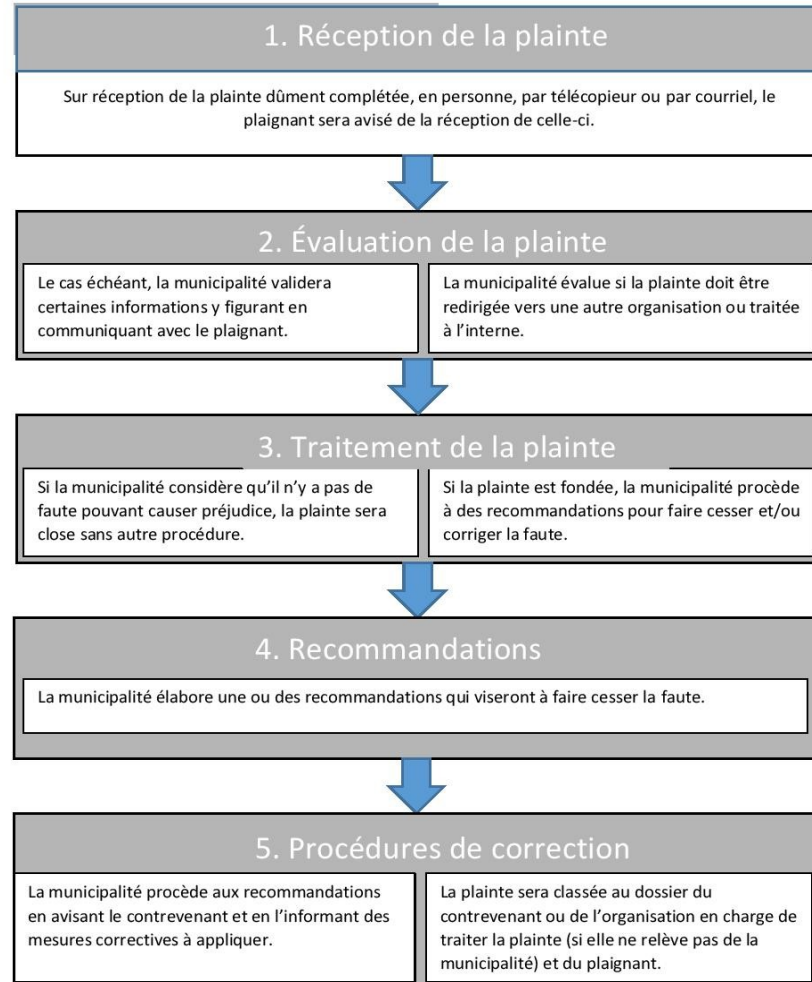 1. Réception de la plainte
Sur réception de la plainte dûment complétée, en personne, par télécopieur ou par courriel, le
plaignant sera avisé de la réception de celle-ci.
2. Évaluation de la plainte
Le cas échéant, la municipalité validera
certaines informations y figurant en
communiquant avec le plaignant.
La municipalité évalue si la plainte doit être
redirigée vers une autre organisation ou traitée
à l’interne.
3. Traitement de la plainte
Si la municipalité considère qu’il n’y a pas de
faute pouvant causer préjudice, la plainte sera
close sans autre procédure.
Si la plainte est fondée, la municipalité procède
à des recommandations pour faire cesser et/ou
corriger la faute.
4. Recommandations
La municipalité élabore une ou des recommandations qui viseront à faire cesser la faute.
5. Procédures de correction
La municipalité procède aux recommandations
en avisant le contrevenant et en l’informant des
mesures correctives à appliquer.
La plainte sera classée au dossier du
contrevenant ou de l’organisation en charge de
traiter la plainte (si elle ne relève pas de la
municipalité) et du plaignant.